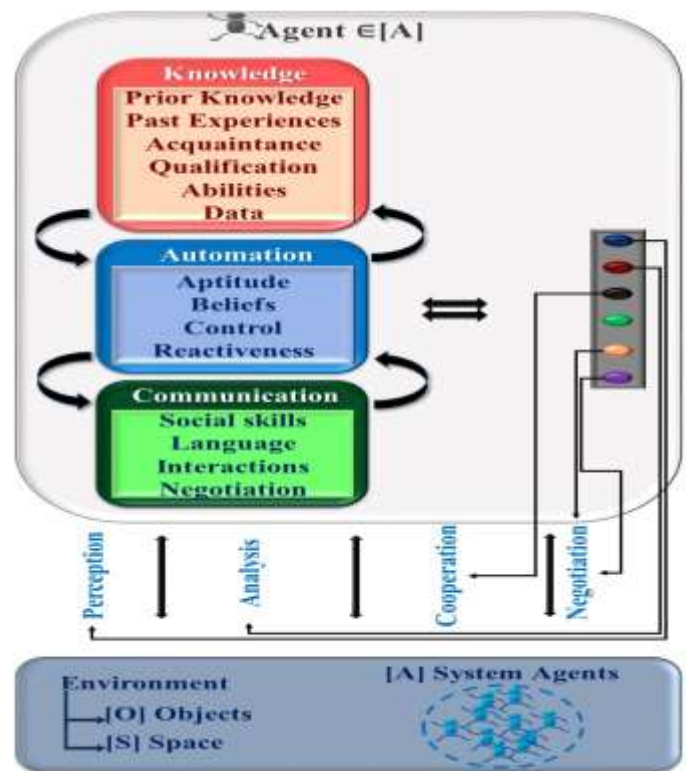 Agent ∈[A]
Knowledge
Prior Knowledge
Past Experiences
Acquaintance
Qualification
Abilities
Data
Automation
Aptitude
Beliefs
Control
Reactiveness
Communication
Social skills
Language
Interactions
Negotiation
Perception
Analysis
Cooperation
Negotiation
Environment
[O] Objects
[S] Space
[A] System Agents